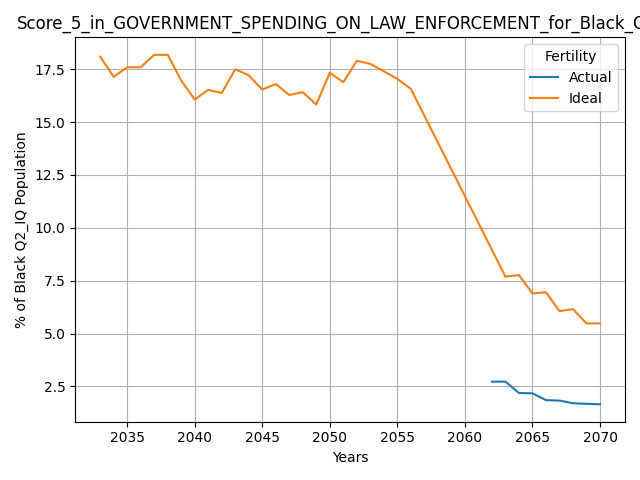 Score_5_in_GOVERNMENT_SPENDING_ON_LAW_ENFORCEMENT_for_Black_
Fertility
Actual
Ideal
17.5
15.0
12.5
10.0
7.5
5.0
2.5
% of Black Q2_IQ Population
2035 2040 2045 2050 2055 2060 2065 2070
Years